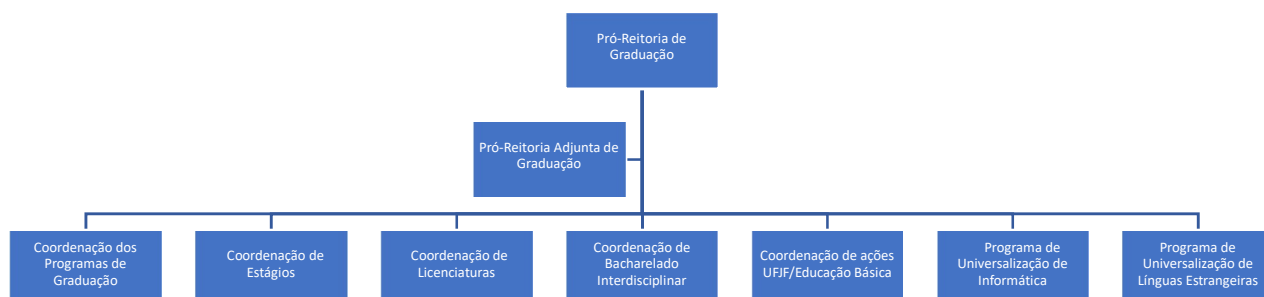 Pró-Reitoria de
Graduação
Pró-Reitoria Adjunta de
Graduação
Coordenação dos
Programas de
Graduação
Coordenação de
Estágios
Coordenação de
Licenciaturas
Coordenação de
Bacharelado
Interdisciplinar
Coordenação de ações
UFJF/Educação Básica
Programa de
Universalização de
Informática
Programa de
Universalização de
Línguas Estrangeiras